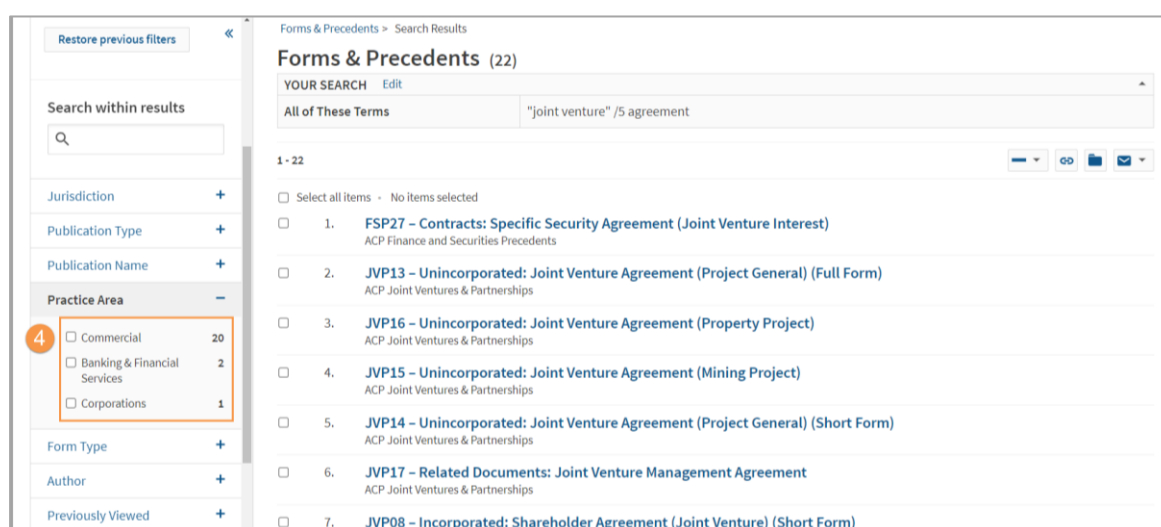 Restore previous filters
«
Search within results
Jurisdiction +
Publication Type +
Publication Name +
Practice Area −
4
Commercial 20
Banking & Financial 2
Services
Corporations 1
Form Type +
Author +
Previously Viewed +
Forms & Precedents > Search Results
Forms & Precedents (22)
YOUR SEARCH Edit
All of These Terms "joint venture" /5 agreement
1 - 22
Select all items - No items selected
1. FSP27 – Contracts: Specific Security Agreement (Joint Venture Interest)
ACP Finance and Securities Precedents
2. JVP13 – Unincorporated: Joint Venture Agreement (Project General) (Full Form)
ACP Joint Ventures & Partnerships
3. JVP16 – Unincorporated: Joint Venture Agreement (Property Project)
ACP Joint Ventures & Partnerships
4. JVP15 – Unincorporated: Joint Venture Agreement (Mining Project)
ACP Joint Ventures & Partnerships
5. JVP14 – Unincorporated: Joint Venture Agreement (Project General) (Short Form)
ACP Joint Ventures & Partnerships
6. JVP17 – Related Documents: Joint Venture Management Agreement
ACP Joint Ventures & Partnerships
7. JVP08 – Incorporated: Shareholder Agreement (Joint Venture) (Short Form)